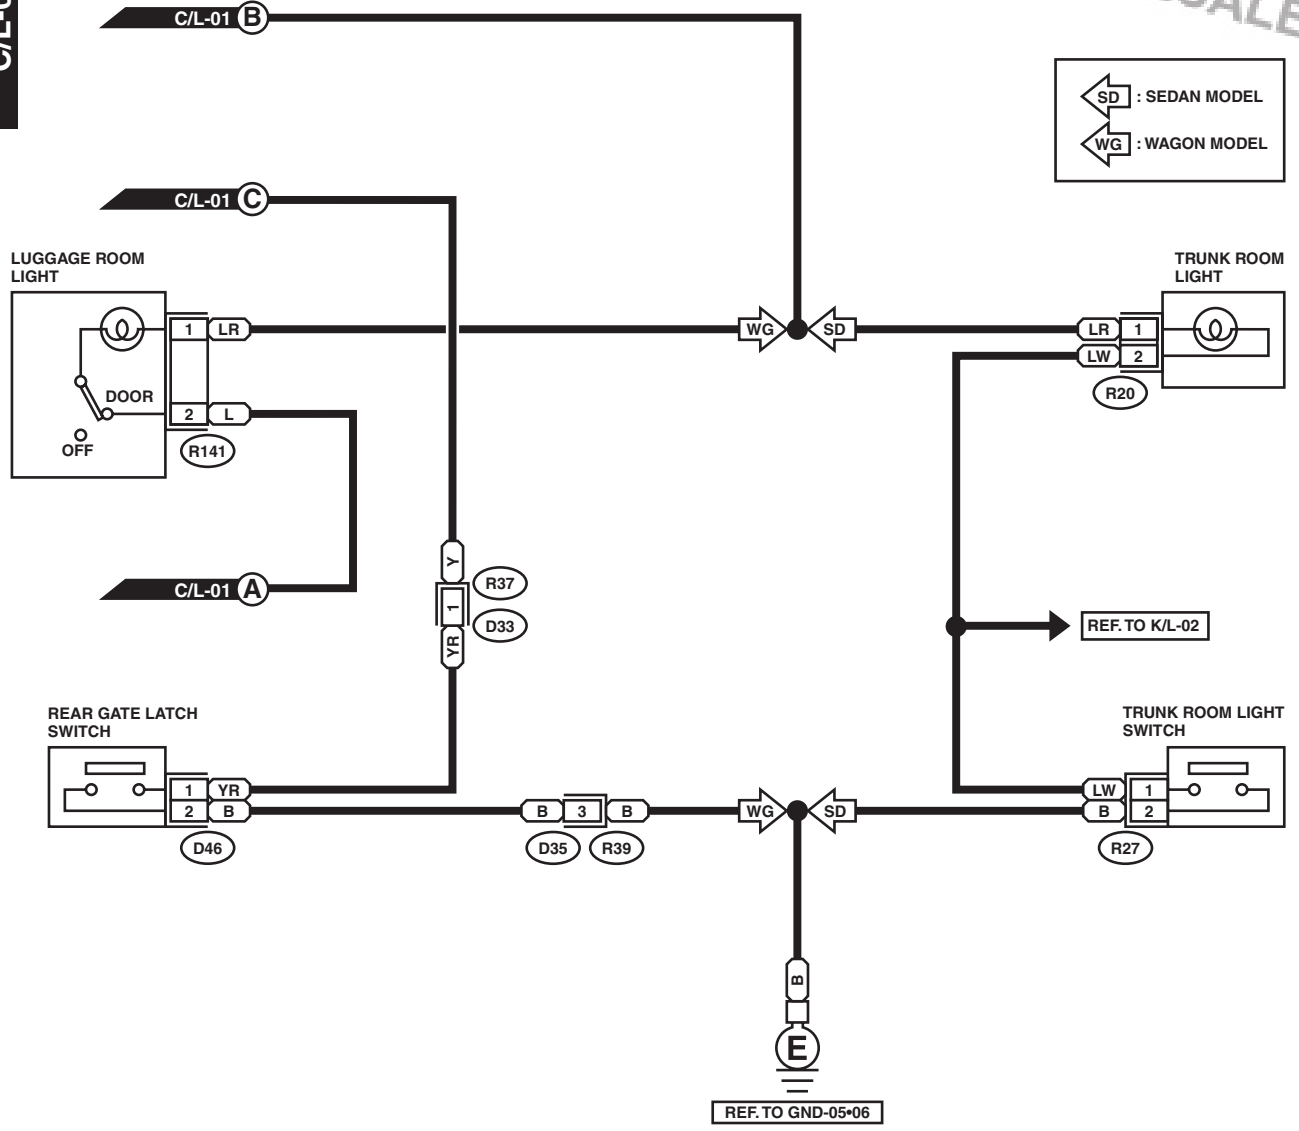 C/L-01 B
SD : SEDAN MODEL
WG : WAGON MODEL
C/L-01 C
LUGGAGE ROOM
LIGHT
TRUNK ROOM
LIGHT
1 LR
WG SD
LR 1
LW 2
R20
DOOR
2 L
OFF
R141
C/L-01 A
Y
R37
1
D33
YR
REF. TO K/L-02
REAR GATE LATCH
SWITCH
TRUNK ROOM LIGHT
SWITCH
1 YR
2 B
D46
B 3 B
D35 R39
WG SD
LW 1
B 2
R27
B
E
REF. TO GND-05•06